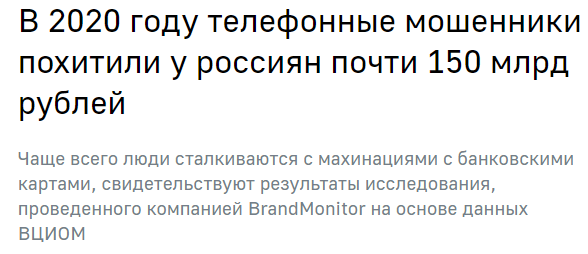 В 2020 году телефонные мошенники
похитили у россиян почти 150 млрд
рублей
Чаще всего люди сталкиваются с махинациями с банковскими
картами, свидетельствуют результаты исследования,
проведенного компанией BrandMonitor на основе данных
ВЦИОМ